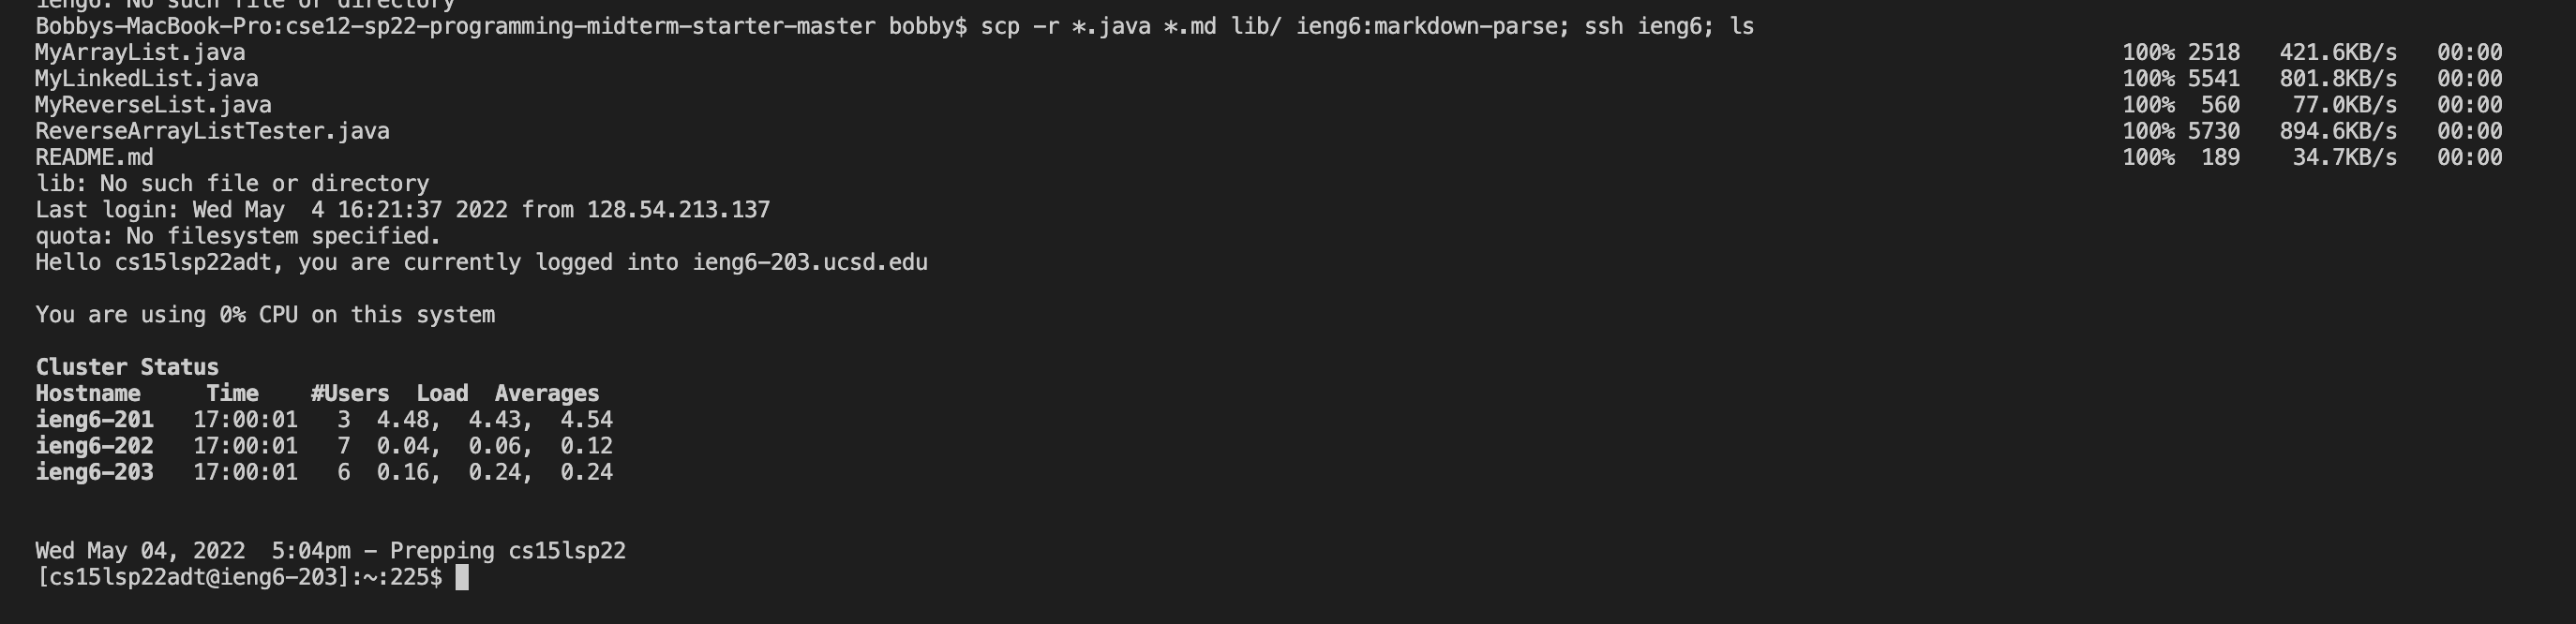 ieng6: No such file or directory
Bobbys-MacBook-Pro:cse12-sp22-programming-midterm-starter-master bobby$ scp -r *.java *.md lib/ ieng6:markdown-parse; ssh ieng6; ls
MyArrayList.java 100% 2518 421.6KB/s 00:00
MyLinkedList.java 100% 5541 801.8KB/s 00:00
MyReverseList.java 100% 560 77.0KB/s 00:00
ReverseArrayListTester.java 100% 5730 894.6KB/s 00:00
README.md 100% 189 34.7KB/s 00:00
lib: No such file or directory
Last login: Wed May  4 16:21:37 2022 from 128.54.213.137
quota: No filesystem specified.
Hello cs15lsp22adt, you are currently logged into ieng6-203.ucsd.edu
You are using 0% CPU on this system
Cluster Status
Hostname     Time    #Users  Load  Averages
ieng6-201   17:00:01   3  4.48,  4.43,  4.54
ieng6-202   17:00:01   7  0.04,  0.06,  0.12
ieng6-203   17:00:01   6  0.16,  0.24,  0.24
Wed May 04, 2022  5:04pm - Prepping cs15lsp22
[cs15lsp22adt@ieng6-203]:~:225$